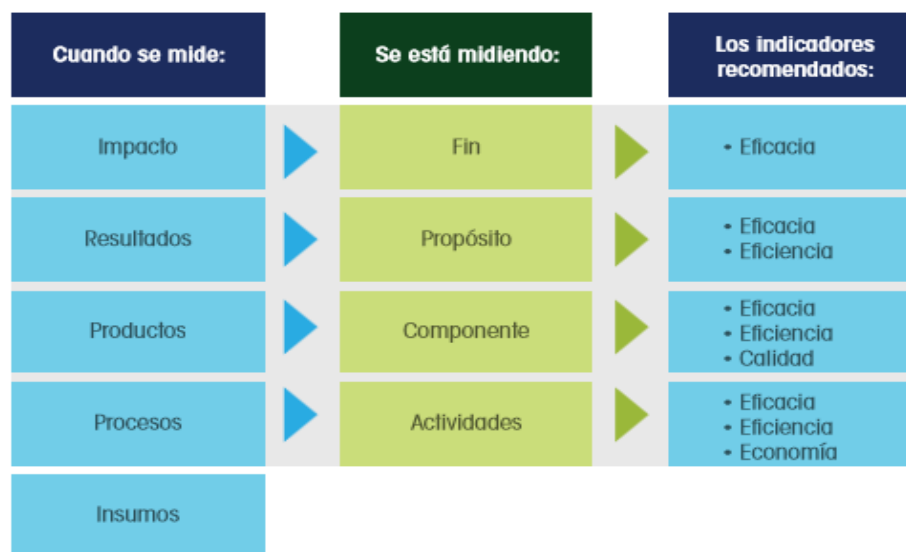 Cuando se mide:
Se está midiendo:
Los indicadores
recomendados:
Impacto
Fin
• Eficacia
Resultados
Propósito
• Eficacia
• Eficiencia
Productos
Componente
• Eficacia
• Eficiencia
• Calidad
Procesos
Actividades
• Eficacia
• Eficiencia
• Economía
Insumos